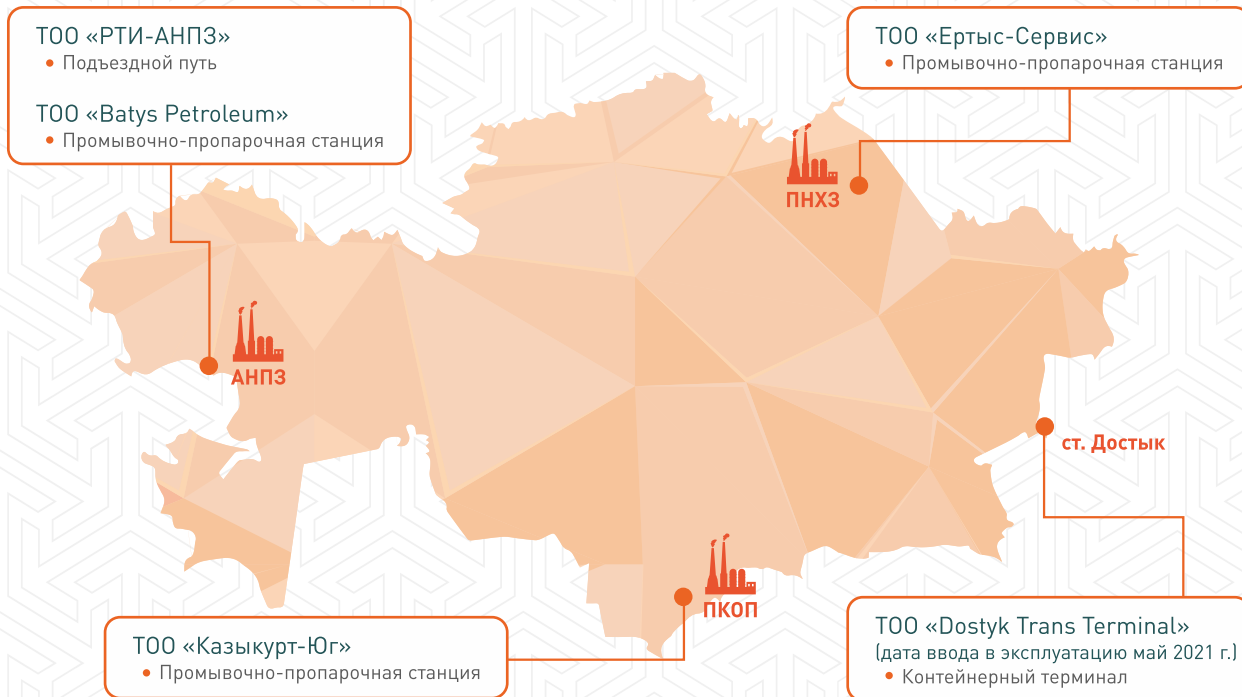 ТОО «РТИ-АНПЗ»
• Подъездной путь
ТОО «Batys Petroleum»
• Промывочно-пропарочная станция
ТОО «Ертыс-Сервис»
• Промывочно-пропарочная станция
ПНХЗ
АНПЗ
ст. Достык
ПКОП
ТОО «Казыкурт-Юг»
• Промывочно-пропарочная станция
ТОО «Dostyk Trans Terminal»
(дата ввода в эксплуатацию май 2021 г.)
• Контейнерный терминал